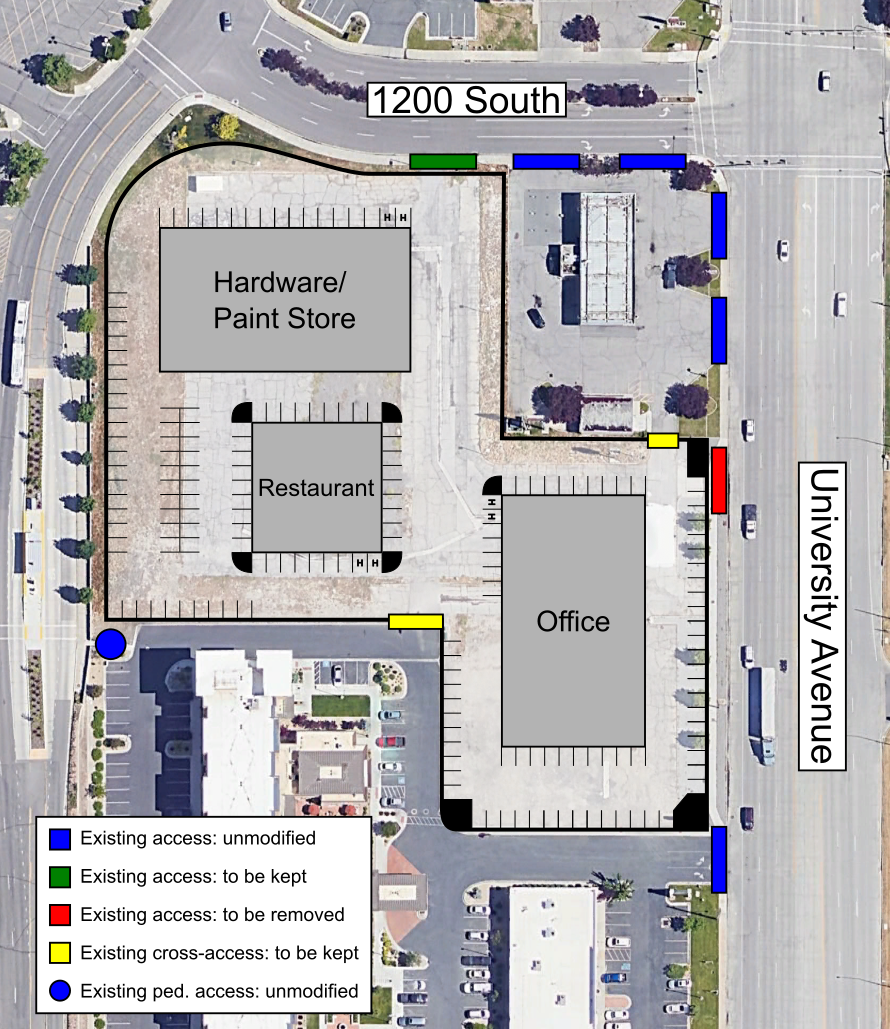 1200 South
H H
Hardware/
Paint Store
Restaurant
H
H
H H
Office
University Avenue
Existing access: unmodified
Existing access: to be kept
Existing access: to be removed
Existing cross-access: to be kept
Existing ped. access: unmodified